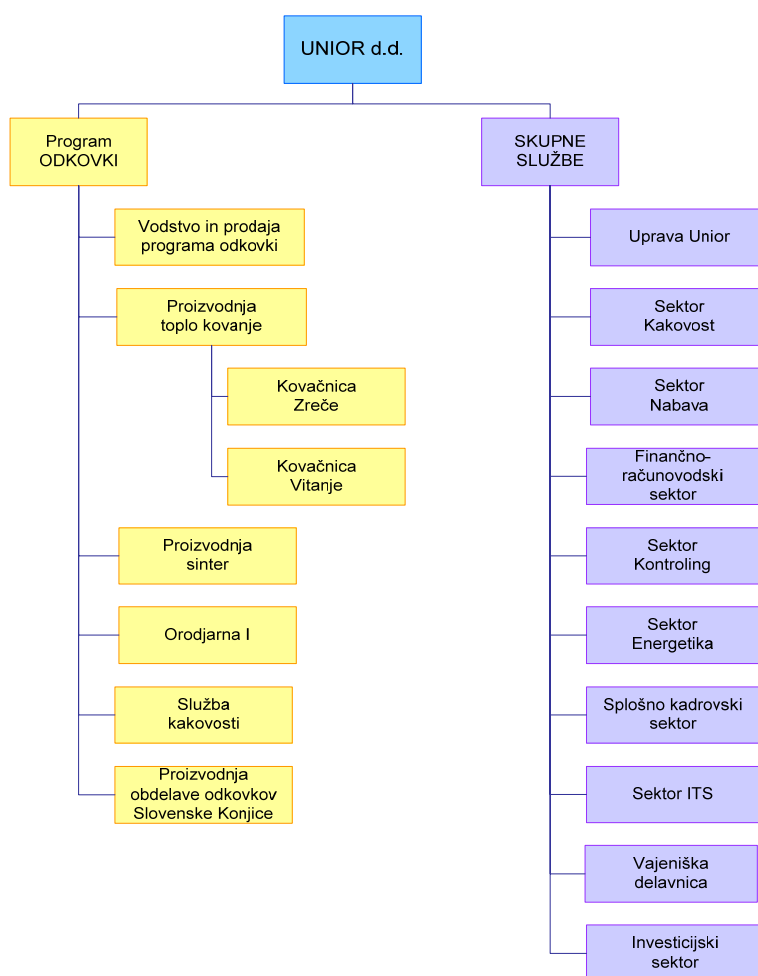 UNIOR d.d.
Program
ODKOVKI
Vodstvo in prodaja
programa odkovki
Proizvodnja
toplo kovanje
Kovačnica
Zreče
Kovačnica
Vitanje
Proizvodnja
sinter
Orodjarna I
Služba
kakovosti
Proizvodnja
obdelave odkovkov
Slovenske Konjice
SKUPNE
SLUŽBE
Uprava Unior
Sektor
Kakovost
Sektor
Nabava
Finančno-
računovodski
sektor
Sektor
Kontroling
Sektor
Energetika
Splošno kadrovski
sektor
Sektor ITS
Vajeniška
delavnica
Investicijski
sektor